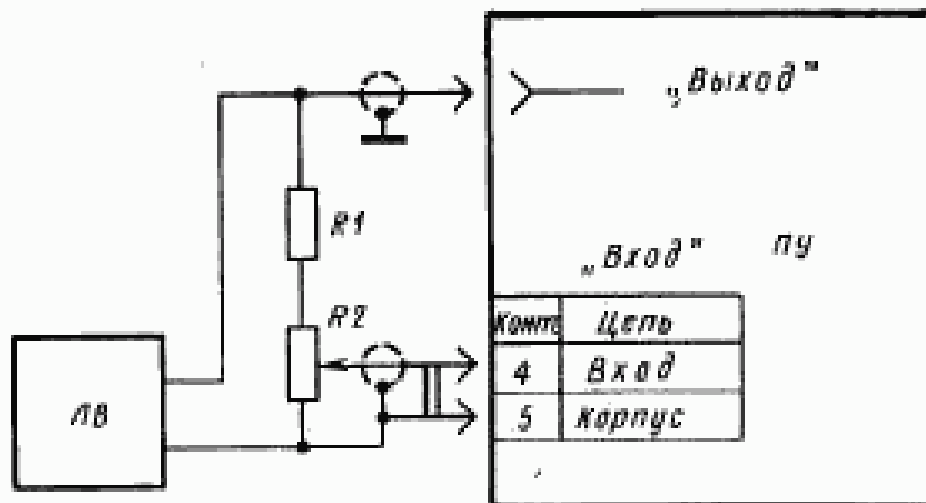 „Выход"
R1
„Вход" ПУ
R2
Конт. Цепь
ЛВ
4 Вход
5 Корпус